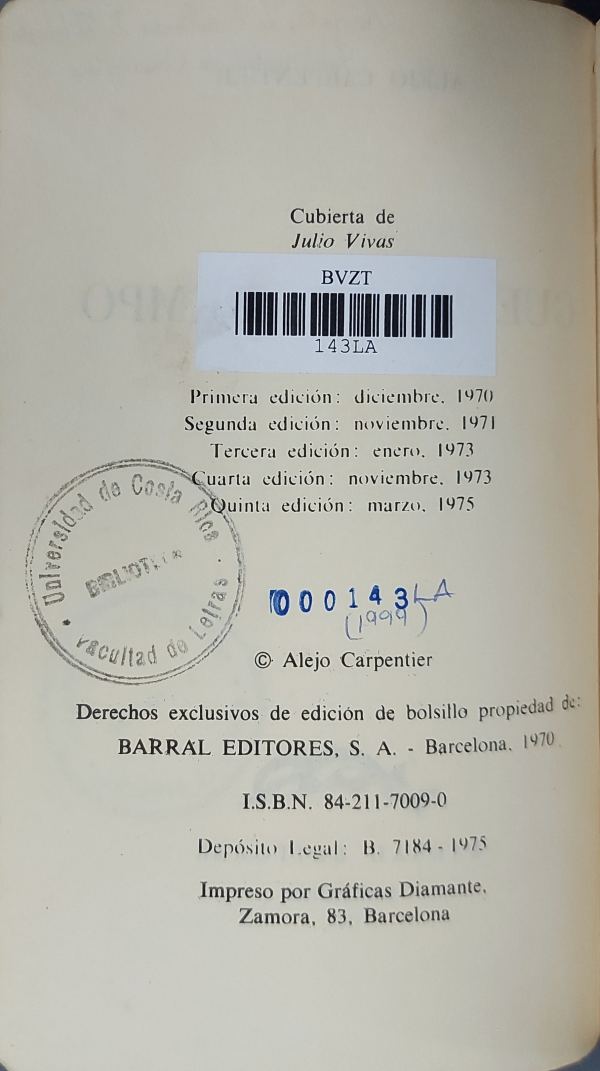 Cubierta de
Julio Vivas
BVZT
143LA
Primera edición: diciembre, 1970
Segunda edición: noviembre, 1971
Tercera edición: enero, 1973
Cuarta edición: noviembre, 1973
Quinta edición: marzo, 1975
Universidad de Costa Rica
BIBLIOTECA
Facultad de Letras
000143LA
(1999)
© Alejo Carpentier
Derechos exclusivos de edición de bolsillo propiedad de:
BARRAL EDITORES, S. A. - Barcelona, 1970
I.S.B.N. 84-211-7009-0
Depósito Legal: B. 7184 - 1975
Impreso por Gráficas Diamante,
Zamora, 83, Barcelona